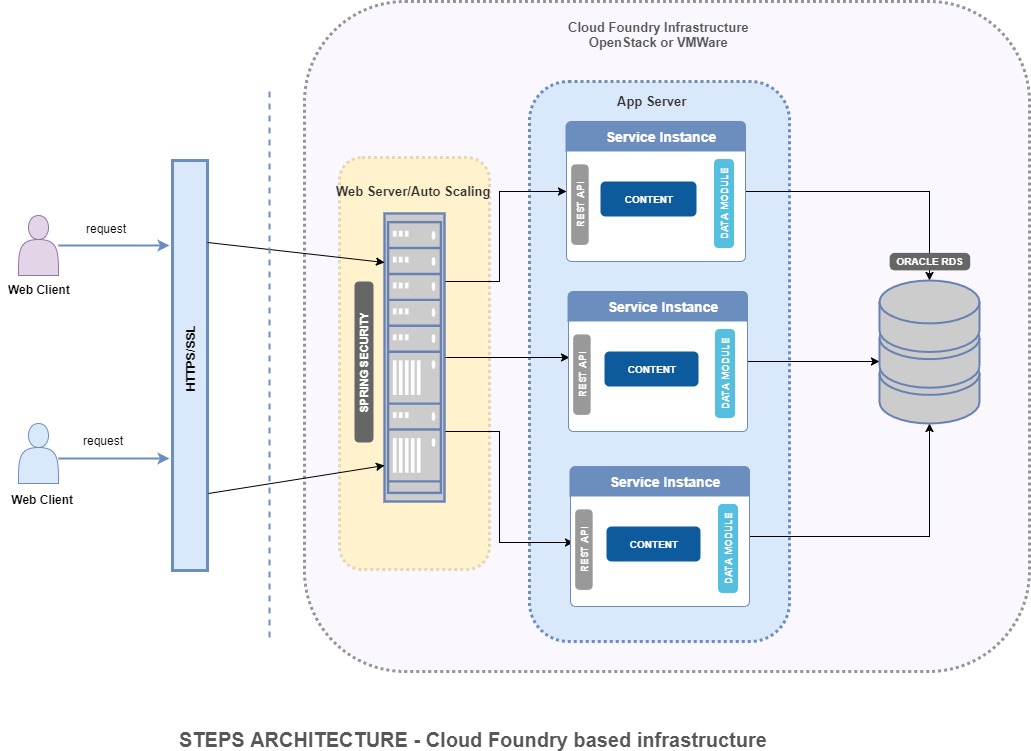 Cloud Foundry Infrastructure
OpenStack or VMWare
App Server
Service Instance
REST API
CONTENT
DATA MODULE
Web Server/Auto Scaling
request
Web Client
HTTPS/SSL
SPRING SECURITY
ORACLE RDS
Service Instance
REST API
CONTENT
DATA MODULE
request
Web Client
Service Instance
REST API
CONTENT
DATA MODULE
STEPS ARCHITECTURE - Cloud Foundry based infrastructure